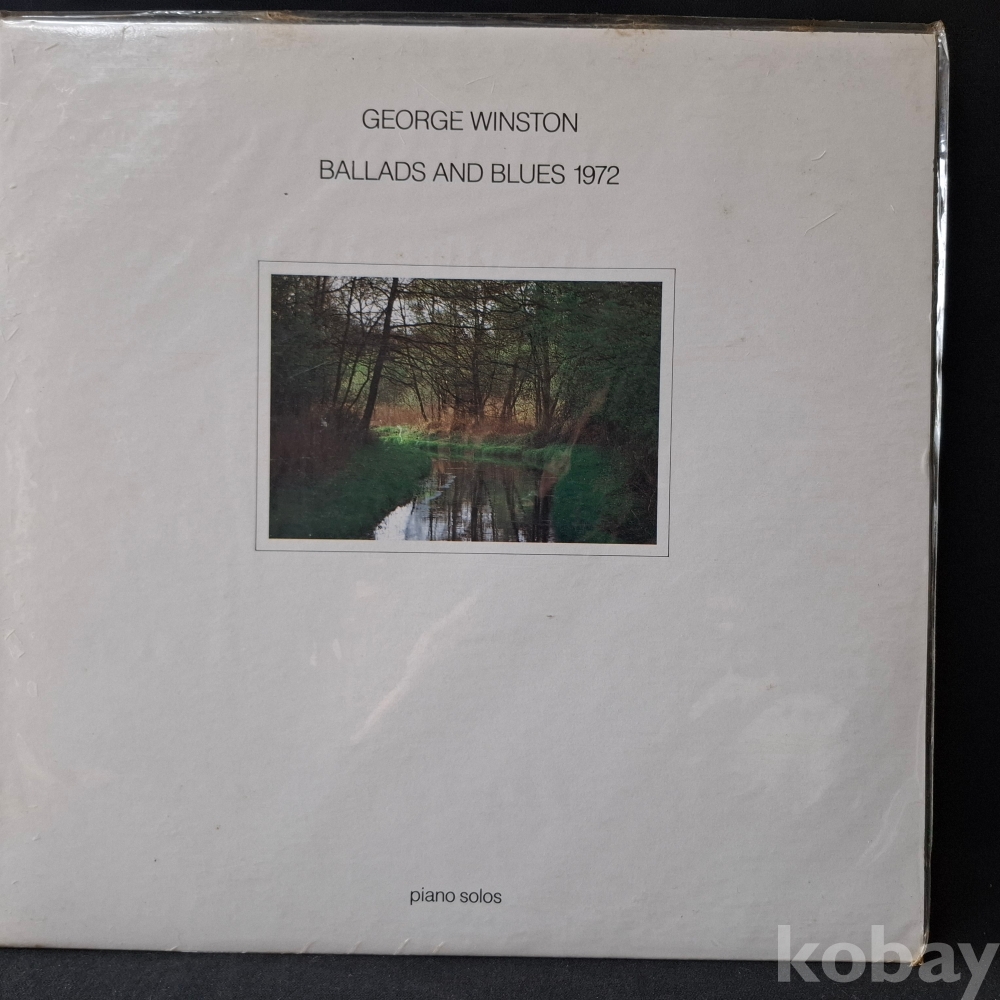 GEORGE WINSTON
BALLADS AND BLUES 1972
piano solos
kobay